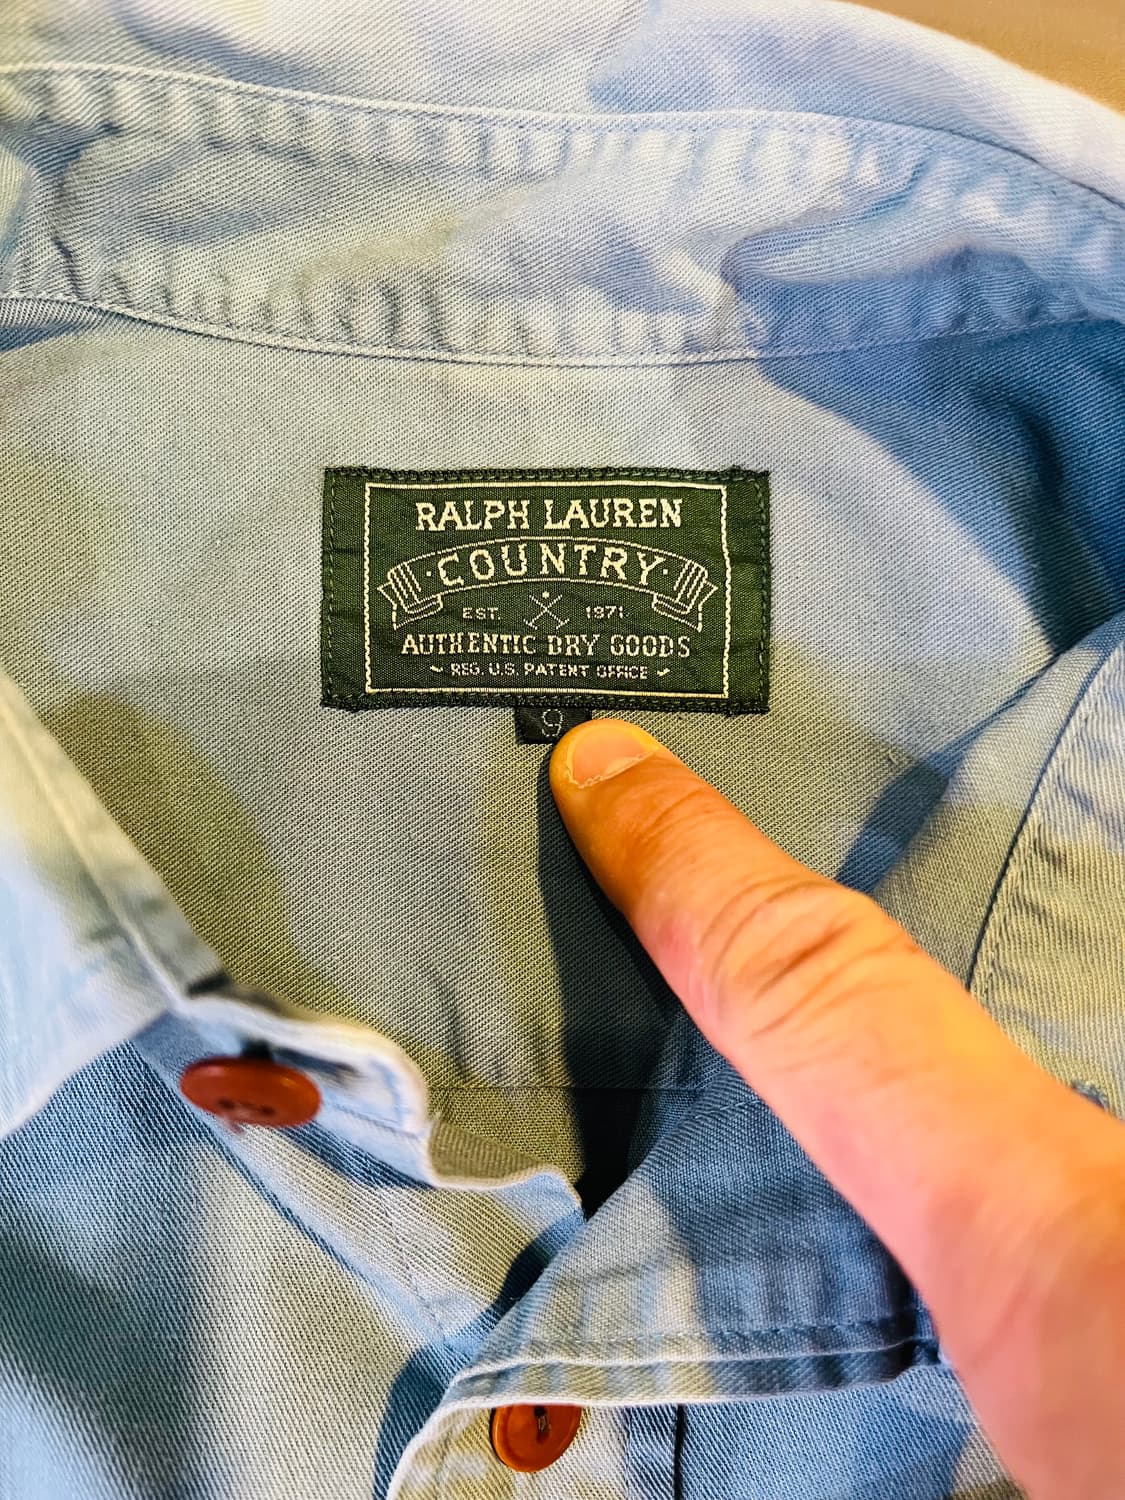 RALPH LAUREN
COUNTRY
EST. 1971
AUTHENTIC DRY GOODS
REG. U.S. PATENT OFFICE
9